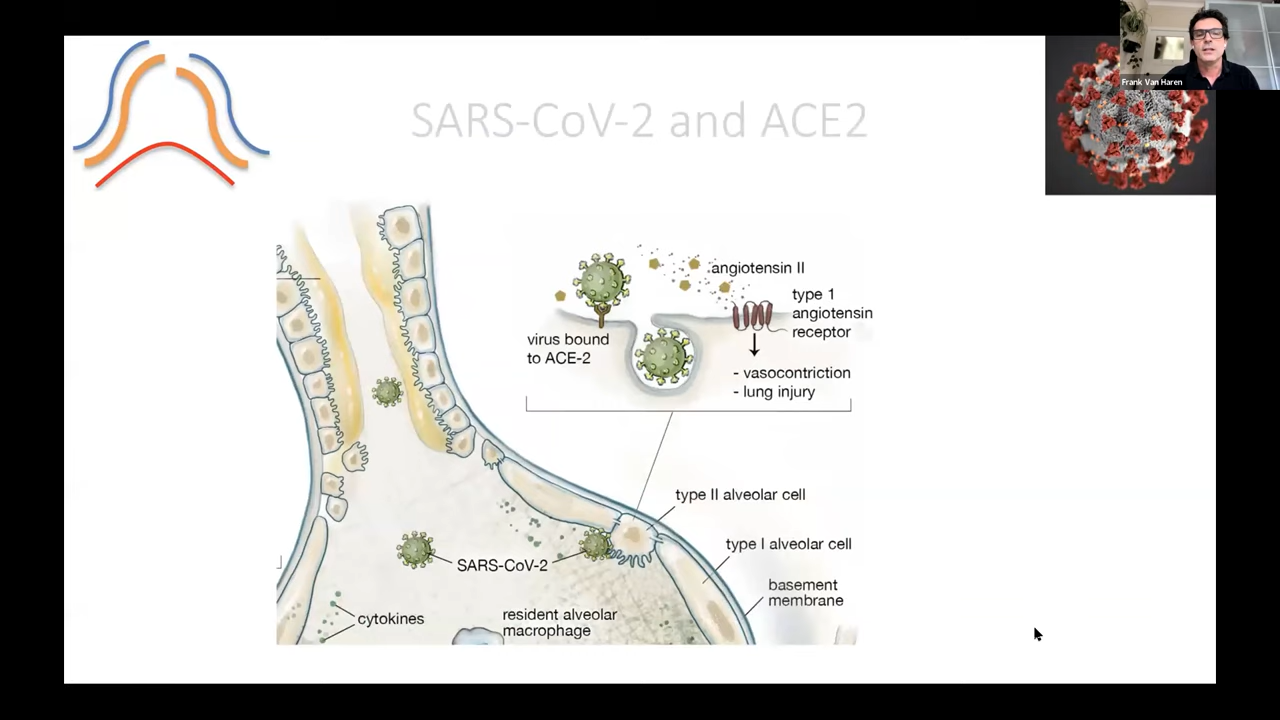 Frank Van Haren
SARS-CoV-2 and ACE2
angiotensin II
type 1
angiotensin
receptor
virus bound
to ACE-2
- vasocontriction
- lung injury
type II alveolar cell
type I alveolar cell
SARS-CoV-2
basement
membrane
cytokines
resident alveolar
macrophage